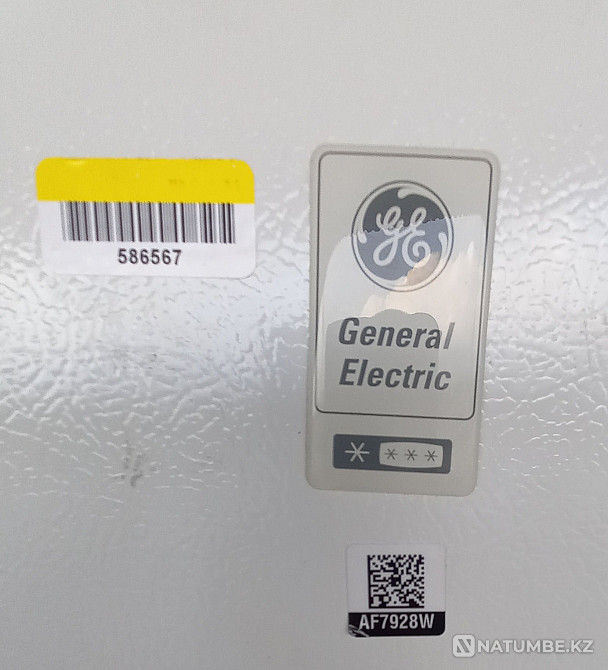 586567
GE
General
Electric
AF7928W
NATUMBE.KZ